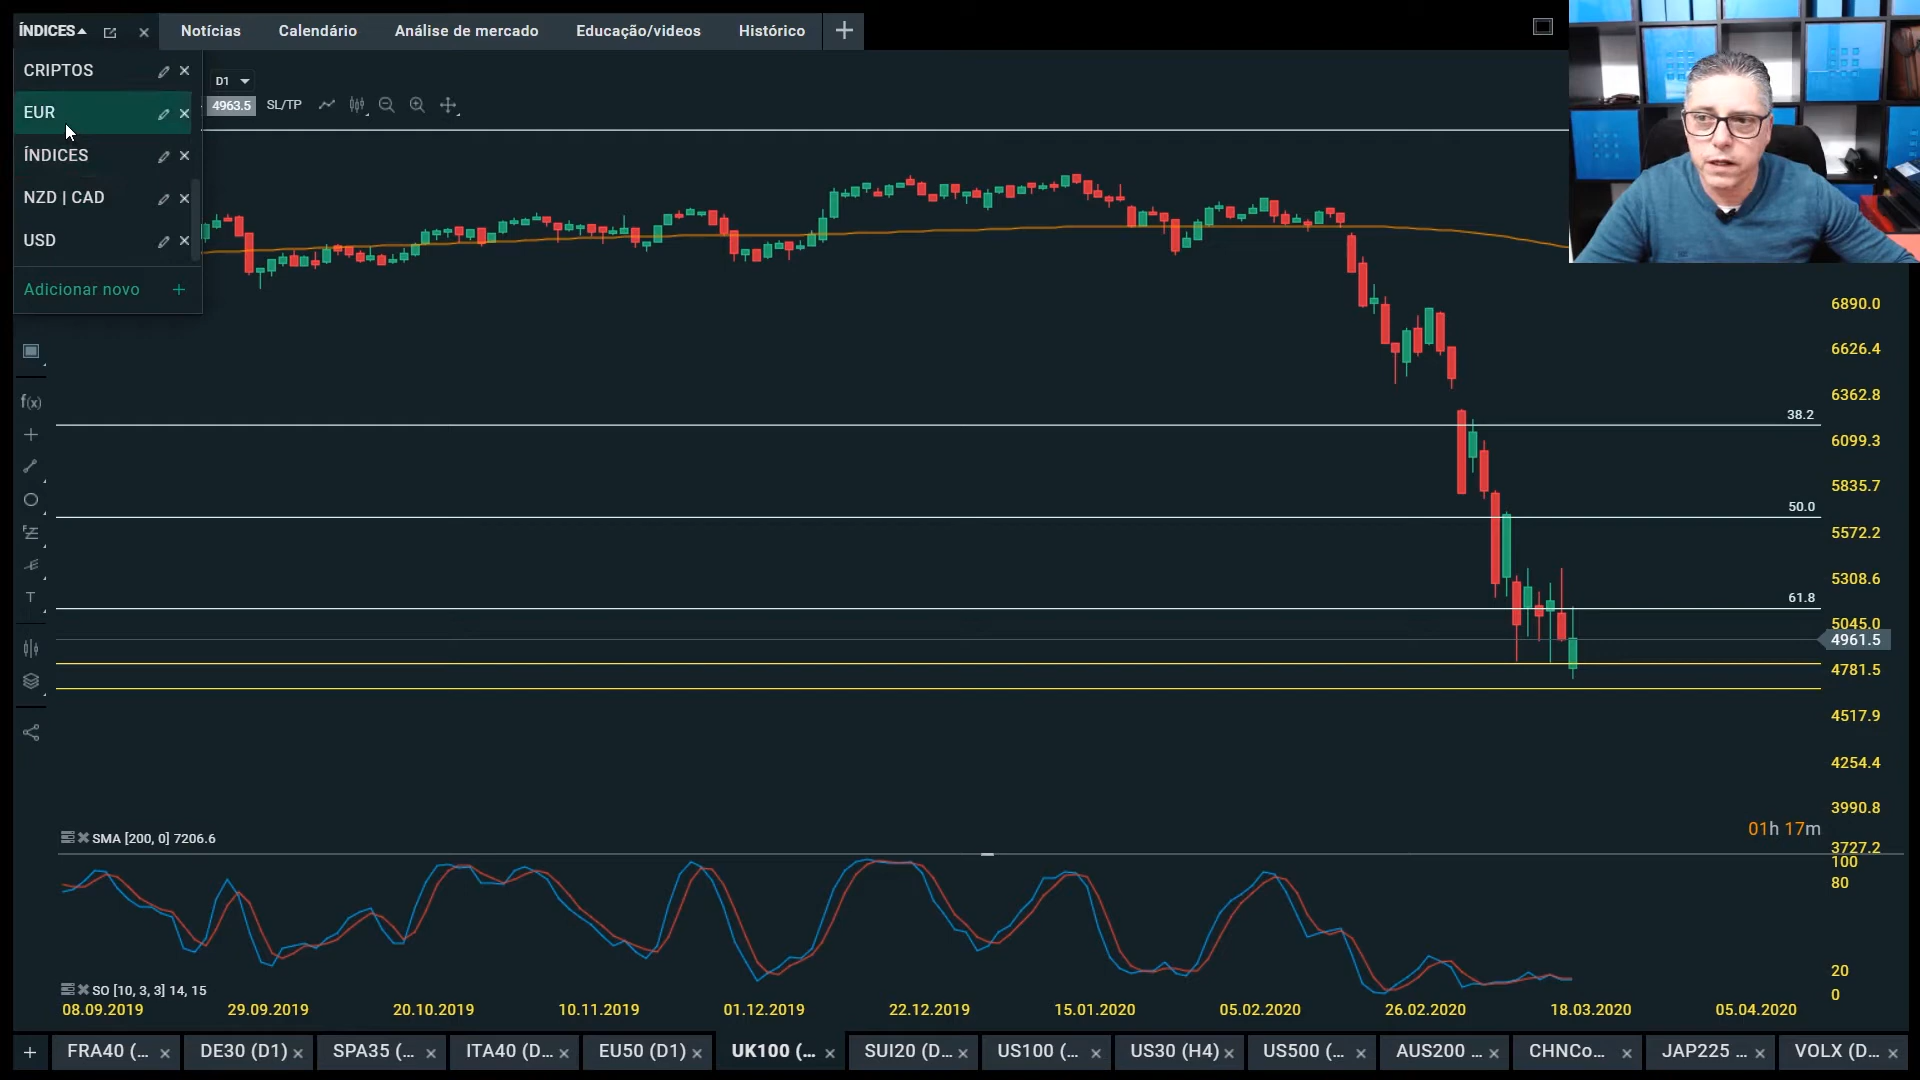 ÍNDICES
Notícias
Calendário
Análise de mercado
Educação/videos
Histórico
CRIPTOS
EUR
ÍNDICES
NZD | CAD
USD
Adicionar novo
D1
4963.5
SL/TP
f(x)
T
6890.0
6626.4
6362.8
6099.3
5835.7
5572.2
5308.6
5045.0
4961.5
4781.5
4517.9
4254.4
3990.8
3727.2
38.2
50.0
61.8
01h 17m
SMA [200, 0] 7206.6
100
80
20
0
SO [10, 3, 3] 14, 15
08.09.2019
29.09.2019
20.10.2019
10.11.2019
01.12.2019
22.12.2019
15.01.2020
05.02.2020
26.02.2020
18.03.2020
05.04.2020
FRA40 (...
DE30 (D1)
SPA35 (...
ITA40 (D...
EU50 (D1)
UK100 (...
SUI20 (D...
US100 (...
US30 (H4)
US500 (...
AUS200 ...
CHNCo...
JAP225 ...
VOLX (D...